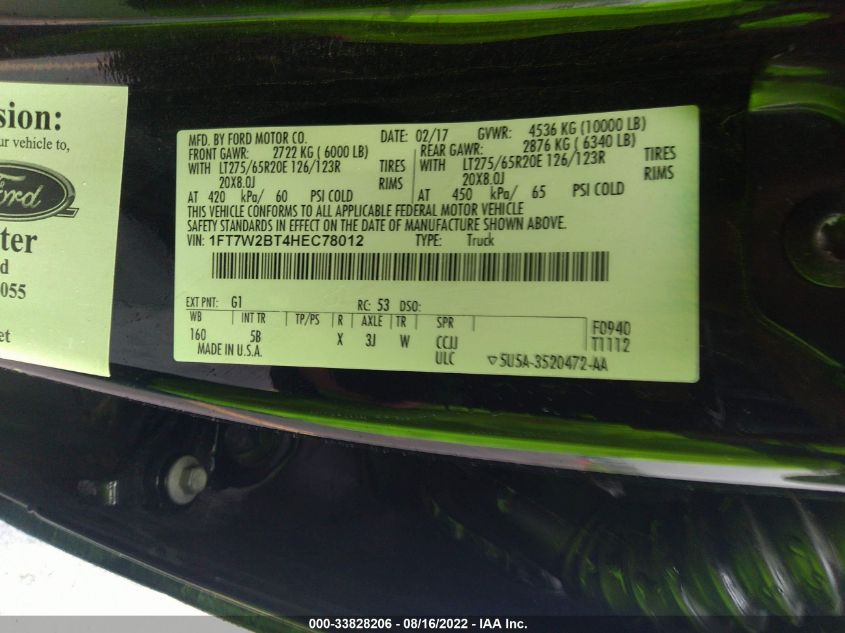 sion:
ur vehicle to,
Ford
ter
d
055
et
MFD. BY FORD MOTOR CO. DATE: 02/17 GVWR: 4536 KG (10000 LB)
FRONT GAWR: 2722 KG ( 6000 LB) REAR GAWR: 2876 KG ( 6340 LB)
WITH LT275/65R20E 126/123R TIRES WITH LT275/65R20E 126/123R TIRES
20X8.0J RIMS 20X8.0J RIMS
AT 420 kPa/ 60 PSI COLD AT 450 kPa/ 65 PSI COLD
THIS VEHICLE CONFORMS TO ALL APPLICABLE FEDERAL MOTOR VEHICLE
SAFETY STANDARDS IN EFFECT ON THE DATE OF MANUFACTURE SHOWN ABOVE.
VIN: 1FT7W2BT4HEC78012 TYPE: Truck
EXT PNT: G1 RC: 53 DSO:
WB INT TR TP/PS R AXLE TR SPR F0940
160 5B X 3J W CCJJ T1112
MADE IN U.S.A. ULC ▽5U5A-3520472-AA
000-33828206 - 08/16/2022 - IAA Inc.